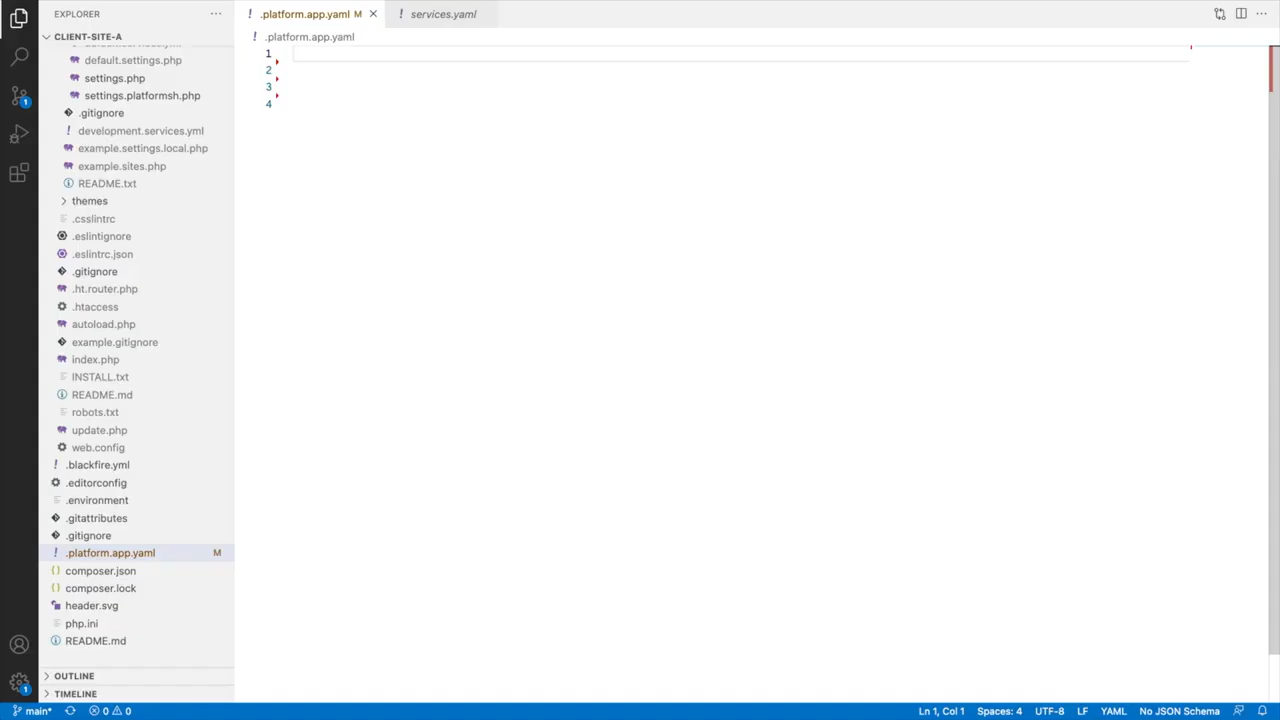 EXPLORER
.platform.app.yaml M
services.yaml
CLIENT-SITE-A
.platform.app.yaml
default.settings.php
settings.php
settings.platformsh.php
.gitignore
development.services.yml
example.settings.local.php
example.sites.php
README.txt
themes
.csslintrc
.eslintignore
.eslintrc.json
.gitignore
.ht.router.php
.htaccess
autoload.php
example.gitignore
index.php
INSTALL.txt
README.md
robots.txt
update.php
web.config
.blackfire.yml
.editorconfig
.environment
.gitattributes
.gitignore
.platform.app.yaml M
composer.json
composer.lock
header.svg
php.ini
README.md
OUTLINE
TIMELINE
1
2
3
4
1
1
main* 0 0 Ln 1, Col 1 Spaces: 4 UTF-8 LF YAML No JSON Schema